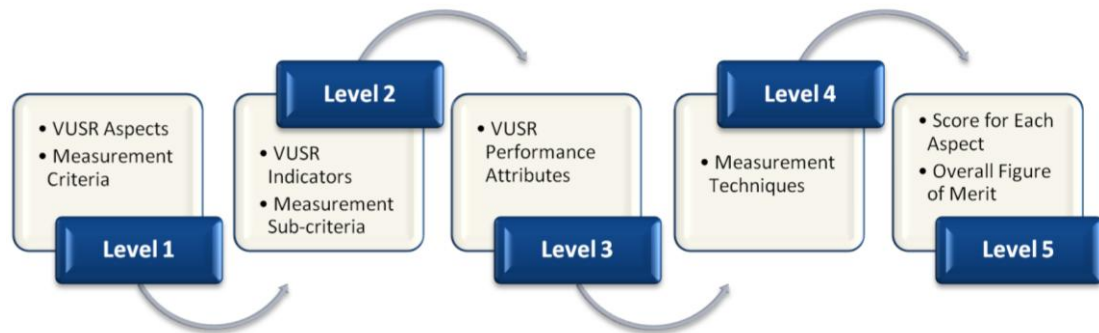 • VUSR Aspects
• Measurement
Criteria
Level 1
Level 2
• VUSR
Indicators
• Measurement
Sub-criteria
• VUSR
Performance
Attributes
Level 3
Level 4
• Measurement
Techniques
• Score for Each
Aspect
• Overall Figure
of Merit
Level 5